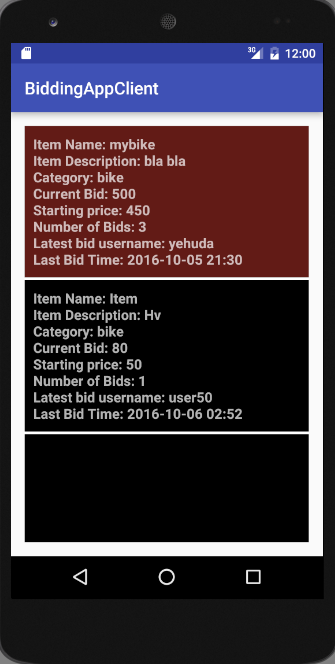 3G 12:00
BiddingAppClient
Item Name: mybike
Item Description: bla bla
Category: bike
Current Bid: 500
Starting price: 450
Number of Bids: 3
Latest bid username: yehuda
Last Bid Time: 2016-10-05 21:30
Item Name: Item
Item Description: Hv
Category: bike
Current Bid: 80
Starting price: 50
Number of Bids: 1
Latest bid username: user50
Last Bid Time: 2016-10-06 02:52